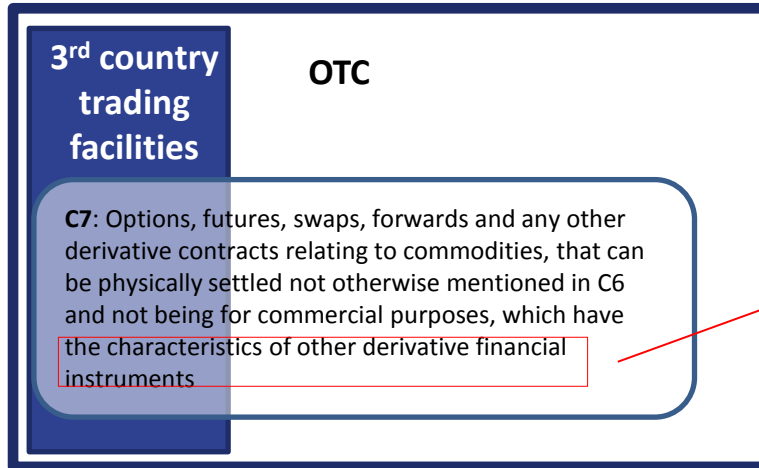 3rd country
trading
facilities
OTC
C7: Options, futures, swaps, forwards and any other
derivative contracts relating to commodities, that can
be physically settled not otherwise mentioned in C6
and not being for commercial purposes, which have
the characteristics of other derivative financial
instruments